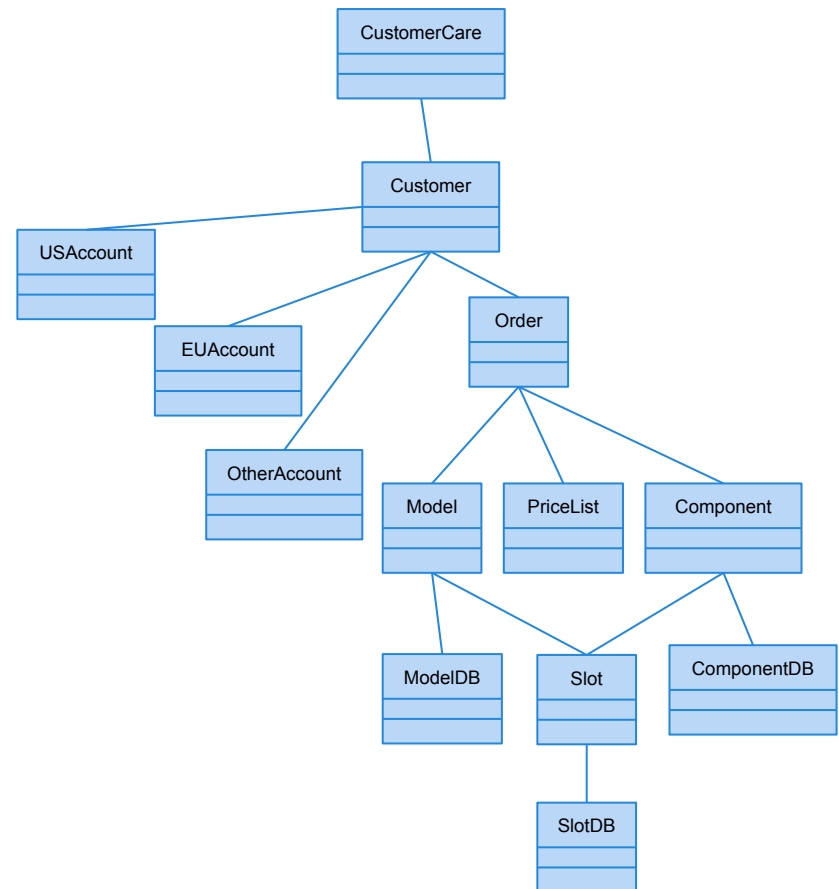 CustomerCare
Customer
USAccount
Order
EUAccount
OtherAccount
Model
PriceList
Component
ModelDB
Slot
ComponentDB
SlotDB